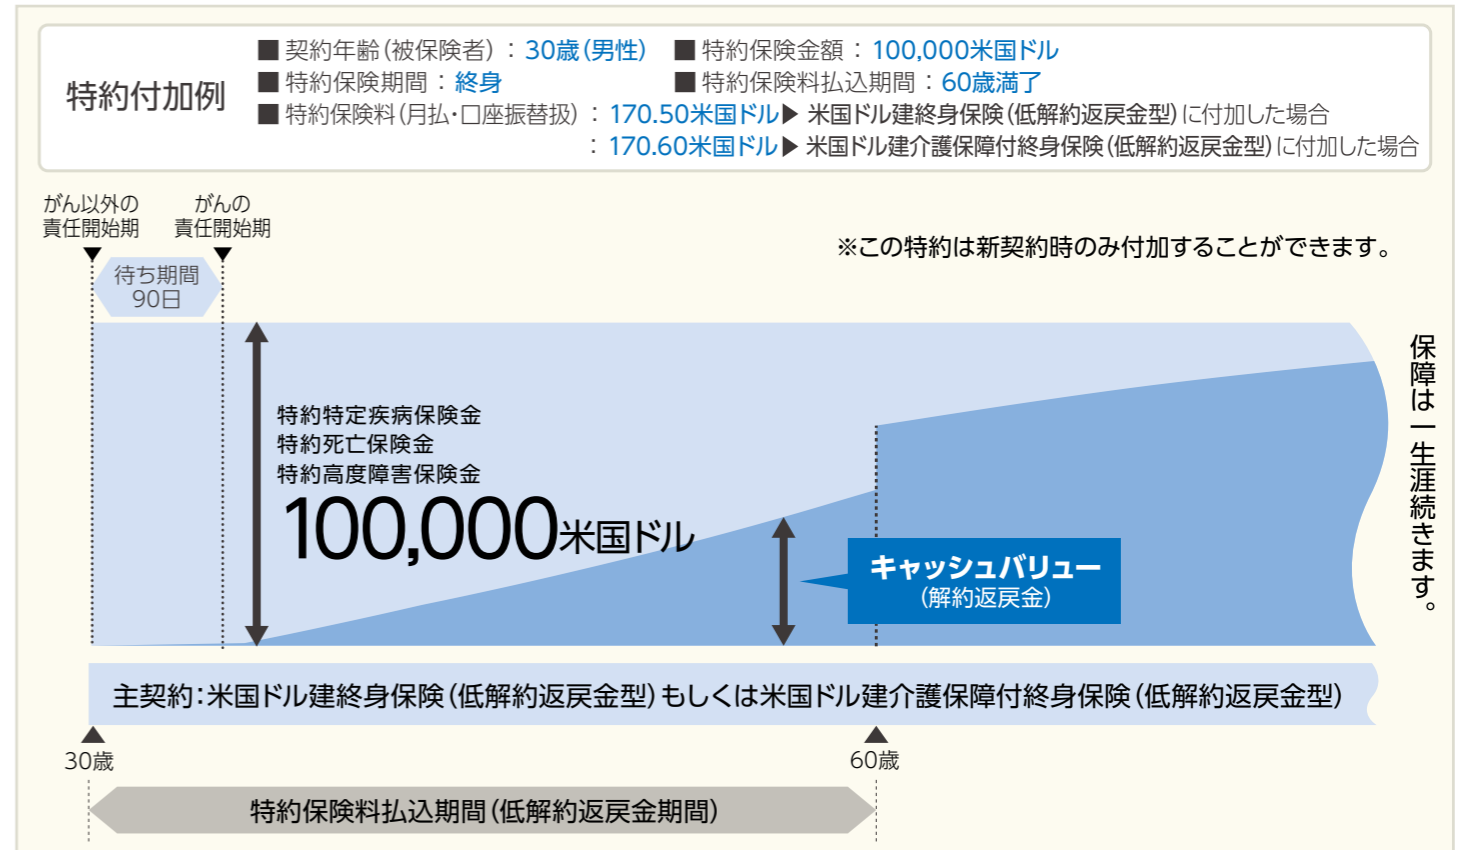 特約付加例
■ 契約年齢(被保険者)：30歳(男性) ■ 特約保険金額：100,000米国ドル
■ 特約保険期間：終身 ■ 特約保険料払込期間：60歳満了
■ 特約保険料(月払・口座振替扱)：170.50米国ドル▶ 米国ドル建終身保険(低解約返戻金型)に付加した場合
：170.60米国ドル▶ 米国ドル建介護保障付終身保険(低解約返戻金型)に付加した場合
がん以外の
責任開始期
がんの
責任開始期
※この特約は新契約時のみ付加することができます。
待ち期間
90日
特約特定疾病保険金
特約死亡保険金
特約高度障害保険金
100,000米国ドル
キャッシュバリュー
(解約返戻金)
保障は一生涯続きます。
主契約：米国ドル建終身保険(低解約返戻金型)もしくは米国ドル建介護保障付終身保険(低解約返戻金型)
30歳
60歳
特約保険料払込期間(低解約返戻金期間)